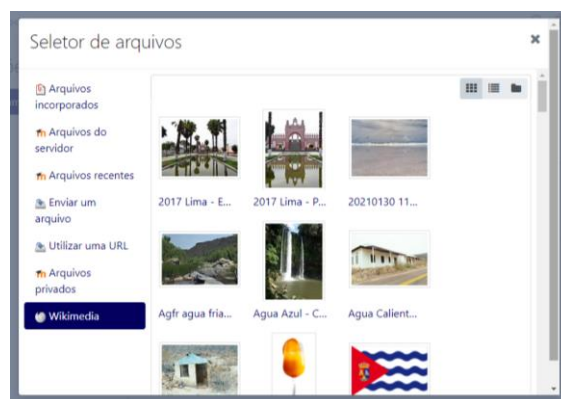 Seletor de arquivos
Arquivos
incorporados
Arquivos do
servidor
Arquivos recentes
Enviar um
arquivo
Utilizar uma URL
Arquivos
privados
Wikimedia
2017 Lima - E...
2017 Lima - P...
20210130 11...
Agfr agua fria...
Agua Azul - C...
Agua Calient...